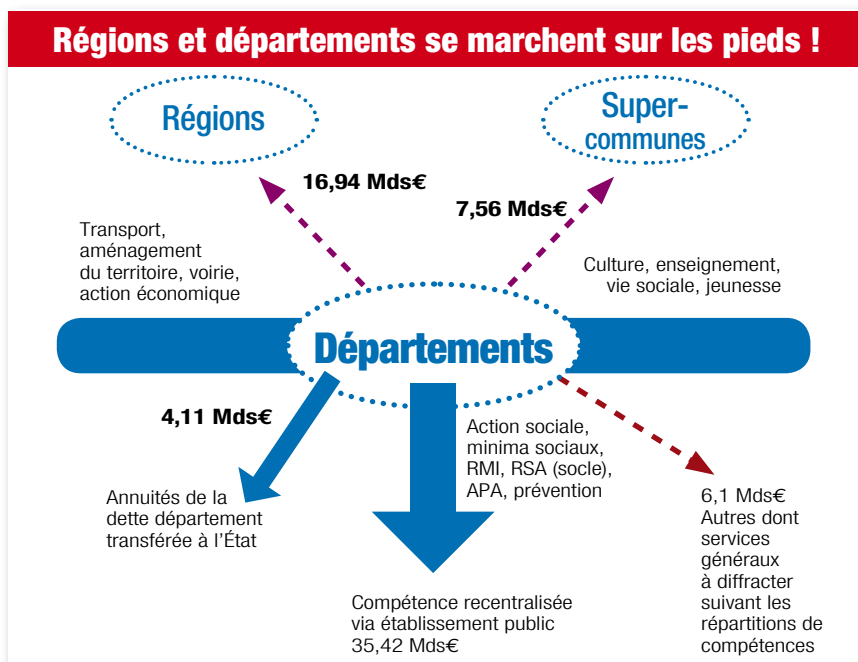 Régions et départements se marchent sur les pieds !
Régions
Super-
communes
16,94 Mds€
7,56 Mds€
Transport,
aménagement
du territoire, voirie,
action économique
Culture, enseignement,
vie sociale, jeunesse
Départements
4,11 Mds€
Action sociale,
minima sociaux,
RMI, RSA (socle),
APA, prévention
Annuités de la
dette département
transférée à l’État
6,1 Mds€
Autres dont
services
généraux
à diffracter
suivant les
répartitions de
compétences
Compétence recentralisée
via établissement public
35,42 Mds€